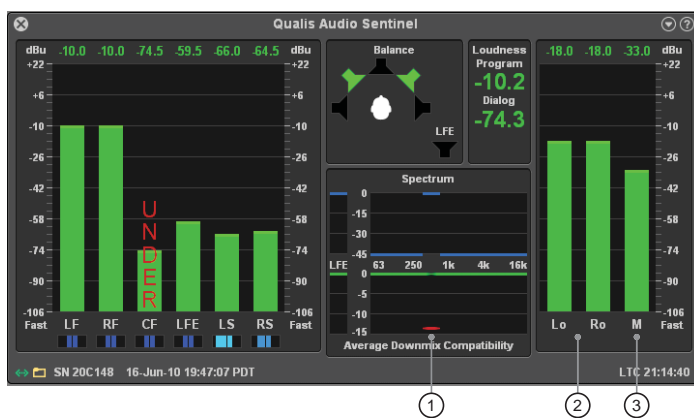 Qualis Audio Sentinel
?
dBu -10.0 -10.0 -74.5 -59.5 -66.0 -64.5 dBu
+22 +22
+6 +6
-10 -10
-26 -26
-42 -42
-58 -58
-74 -74
-90 -90
-106 -106
UNDER
Fast LF RF CF LFE LS RS Fast
Balance
LFE
Loudness
Program
-10.2
Dialog
-74.3
Spectrum
0
-15
-30
-45
LFE 63 250 1k 4k 16k
0
-5
-10
-15
Average Downmix Compatibility
-18.0 -18.0 -33.0 dBu
+22
+6
-10
-26
-42
-58
-74
-90
-106
Lo Ro M Fast
SN 20C148 16-Jun-10 19:47:07 PDT LTC 21:14:40
1 2 3